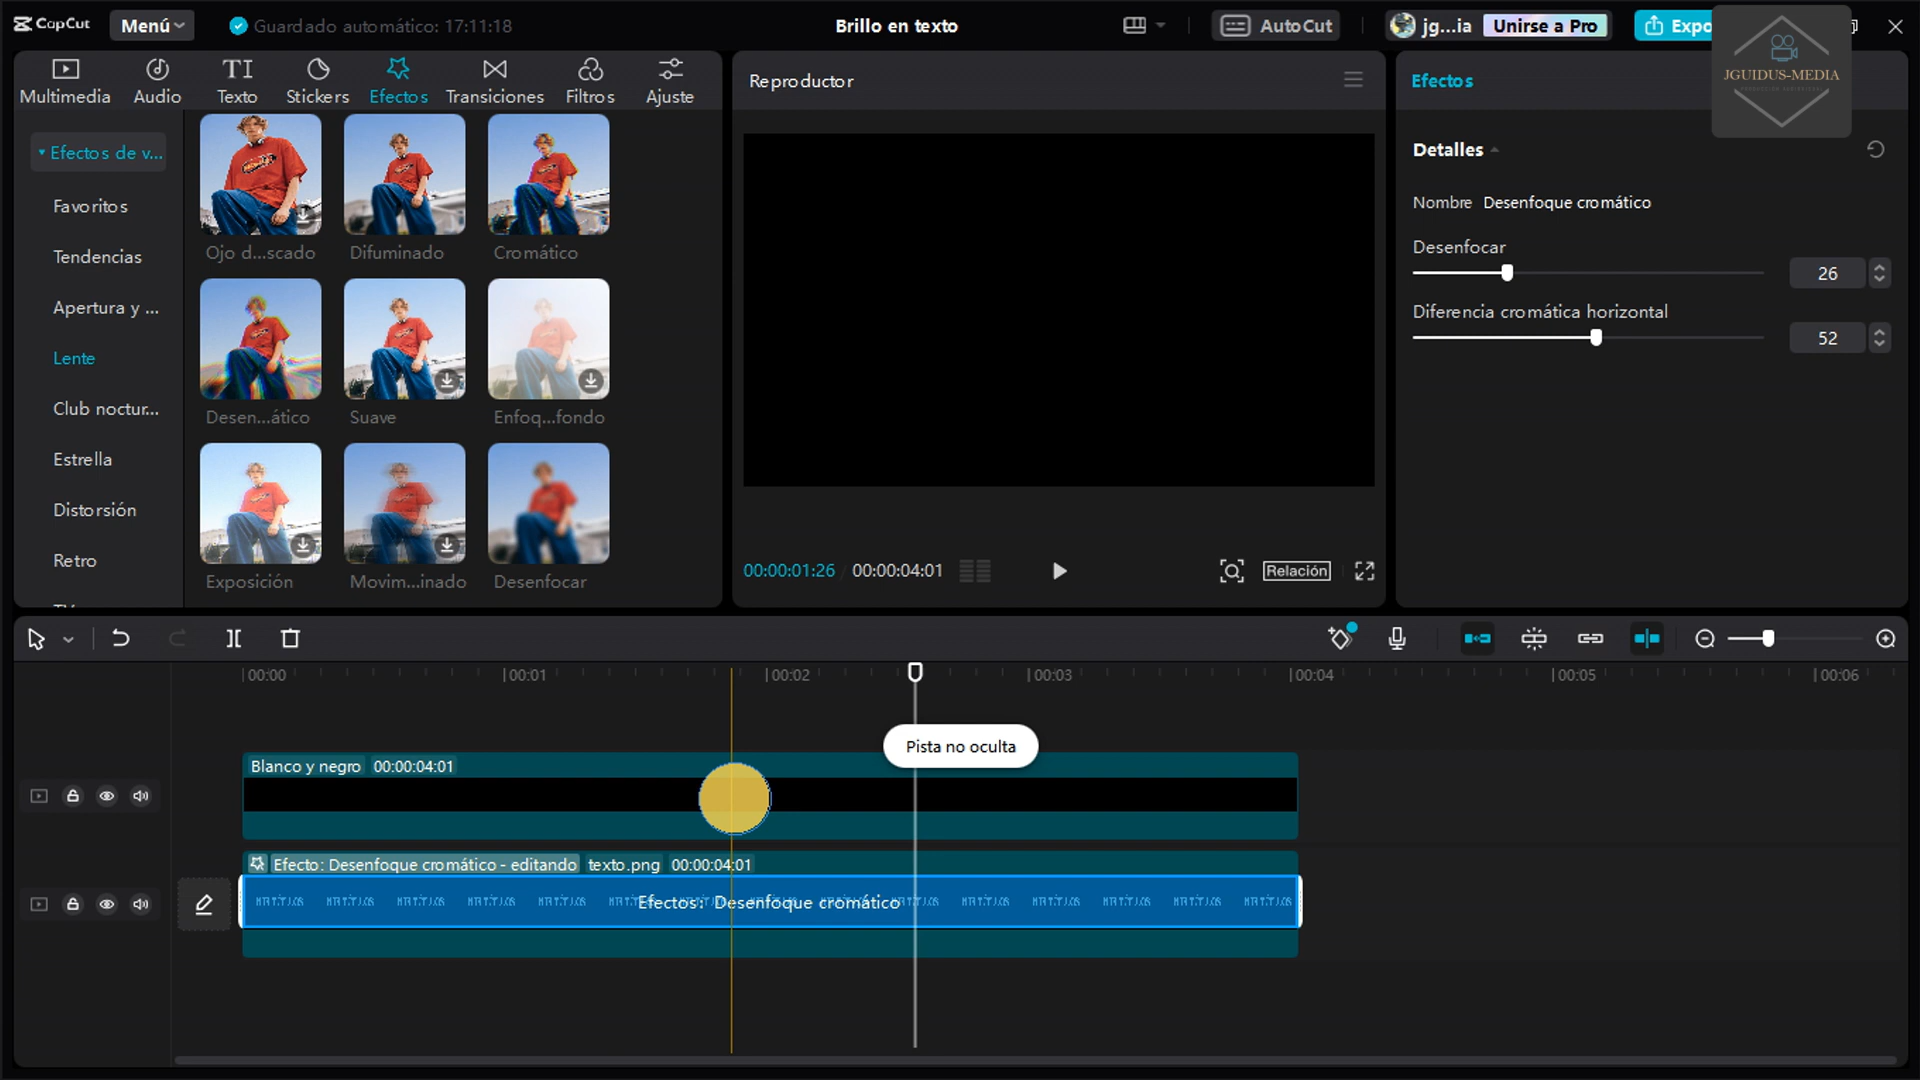 CapCut
Menú
Guardado automático: 17:11:18
Brillo en texto
AutoCut
jg...ia
Unirse a Pro
Expo
JGUIDUS-MEDIA
Multimedia
Audio
Texto
Stickers
Efectos
Transiciones
Filtros
Ajuste
Efectos de v...
Favoritos
Tendencias
Apertura y ...
Lente
Club noctur...
Estrella
Distorsión
Retro
Ojo d...scado
Difuminado
Cromático
Desen...ático
Suave
Enfoq...fondo
Exposición
Movim...inado
Desenfocar
Reproductor
00:00:01:26
00:00:04:01
Relación
Efectos
Detalles
Nombre Desenfoque cromático
Desenfocar
26
Diferencia cromática horizontal
52
00:00
00:01
00:02
00:03
00:04
00:05
00:06
Pista no oculta
Blanco y negro 00:00:04:01
Efecto: Desenfoque cromático - editando texto.png 00:00:04:01
Efectos: Desenfoque cromático